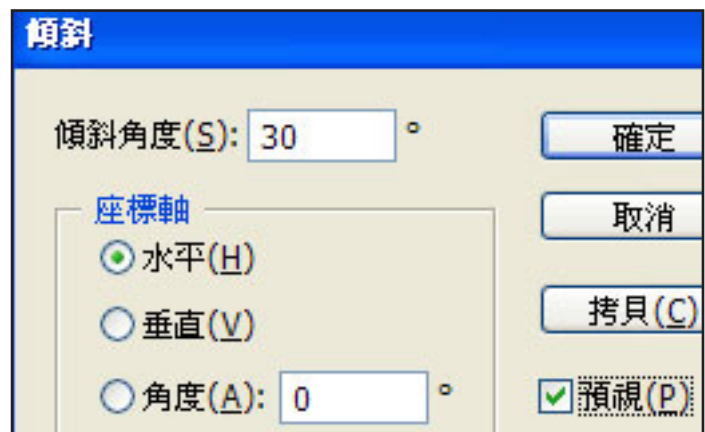 傾斜
傾斜角度(S): 30 °
確定
座標軸
取消
水平(H)
垂直(V)
拷貝(C)
角度(A): 0 °
預視(P)